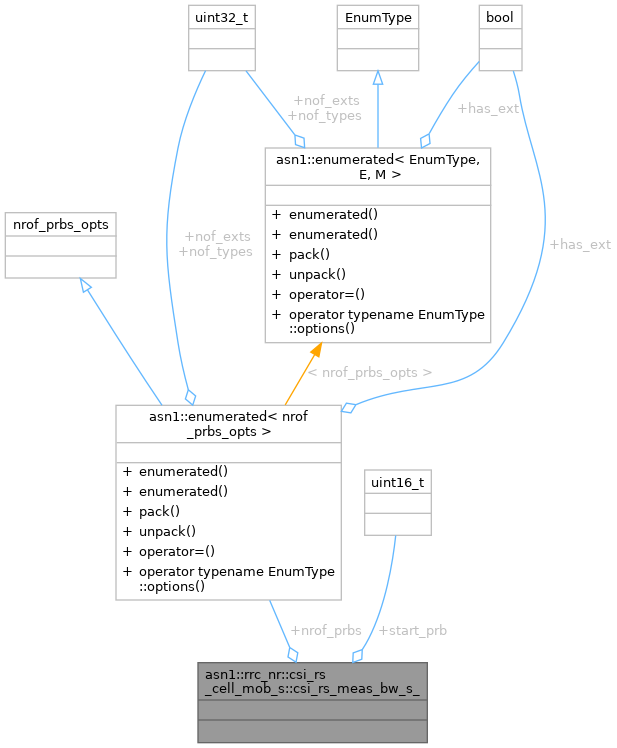 uint32_t
EnumType
bool
+nof_exts
+nof_types
+has_ext
asn1::enumerated< EnumType,
E, M >
+ enumerated()
+ enumerated()
+ pack()
+ unpack()
+ operator=()
+ operator typename EnumType
::options()
nrof_prbs_opts
+nof_exts
+nof_types
+has_ext
< nrof_prbs_opts >
asn1::enumerated< nrof
_prbs_opts >
+ enumerated()
+ enumerated()
+ pack()
+ unpack()
+ operator=()
+ operator typename EnumType
::options()
uint16_t
+nrof_prbs
+start_prb
asn1::rrc_nr::csi_rs
_cell_mob_s::csi_rs_meas_bw_s_